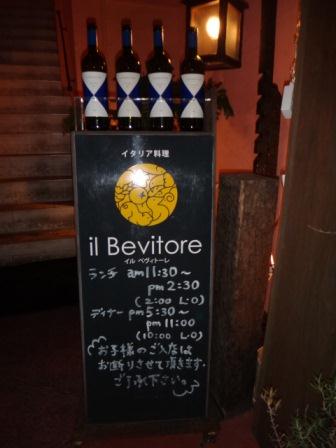 イタリア料理
il Bevitore
イル ベヴィトーレ
ランチ am11:30~
pm2:30
(2:00 L.O)
ディナー pm5:30~
pm11:00
(10:00 L.O)
お子様のご入店は
お断りさせて頂きます。
ご了承下さい。